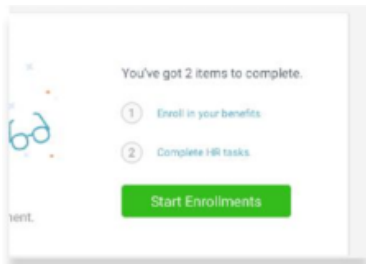 You've got 2 items to complete.
1 Enroll in your benefits
2 Complete HR tasks
Start Enrollments